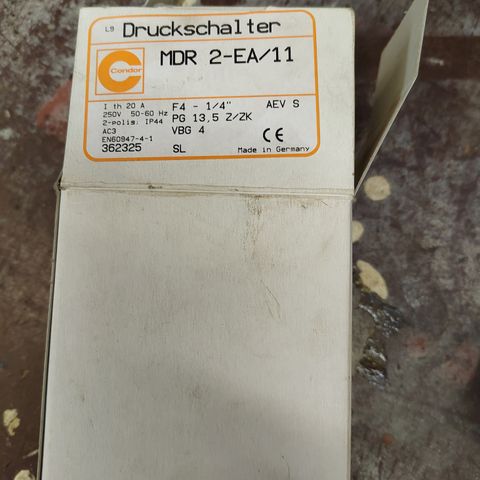 L9 Druckschalter
Condor
MDR 2-EA/11
I th 20 A
250V 50-60 Hz
2-polis; IP44
AC3
EN60947-4-1
362325
F4 - 1/4" AEV S
PG 13,5 Z/ZK
VBG 4 CE
SL Made in Germany